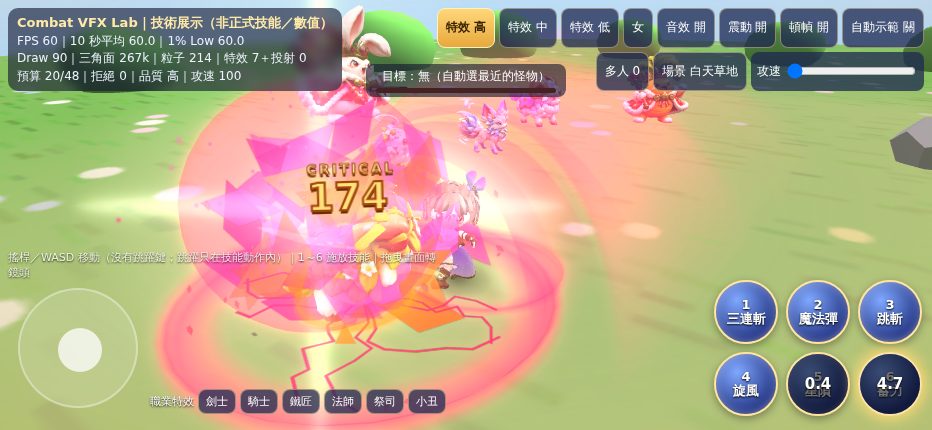 Combat VFX Lab｜技術展示（非正式技能／數值）
FPS 60｜10 秒平均 60.0｜1% Low 60.0
Draw 90｜三角面 267k｜粒子 214｜特效 7＋投射 0
預算 20/48｜拒絕 0｜品質 高｜攻速 100
特效 高
特效 中
特效 低
女
音效 開
震動 開
頓幀 開
自動示範 關
多人 0
場景 白天草地
攻速
目標：無（自動選最近的怪物）
CRITICAL
174
搖桿／WASD 移動（沒有跳躍鍵；跳躍只在技能動作內）｜1～6 施放技能｜拖曳畫面轉
鏡頭
1
三連斬
2
魔法彈
3
跳斬
4
旋風
0.4
4.7
職業特效
劍士
騎士
鐵匠
法師
祭司
小丑